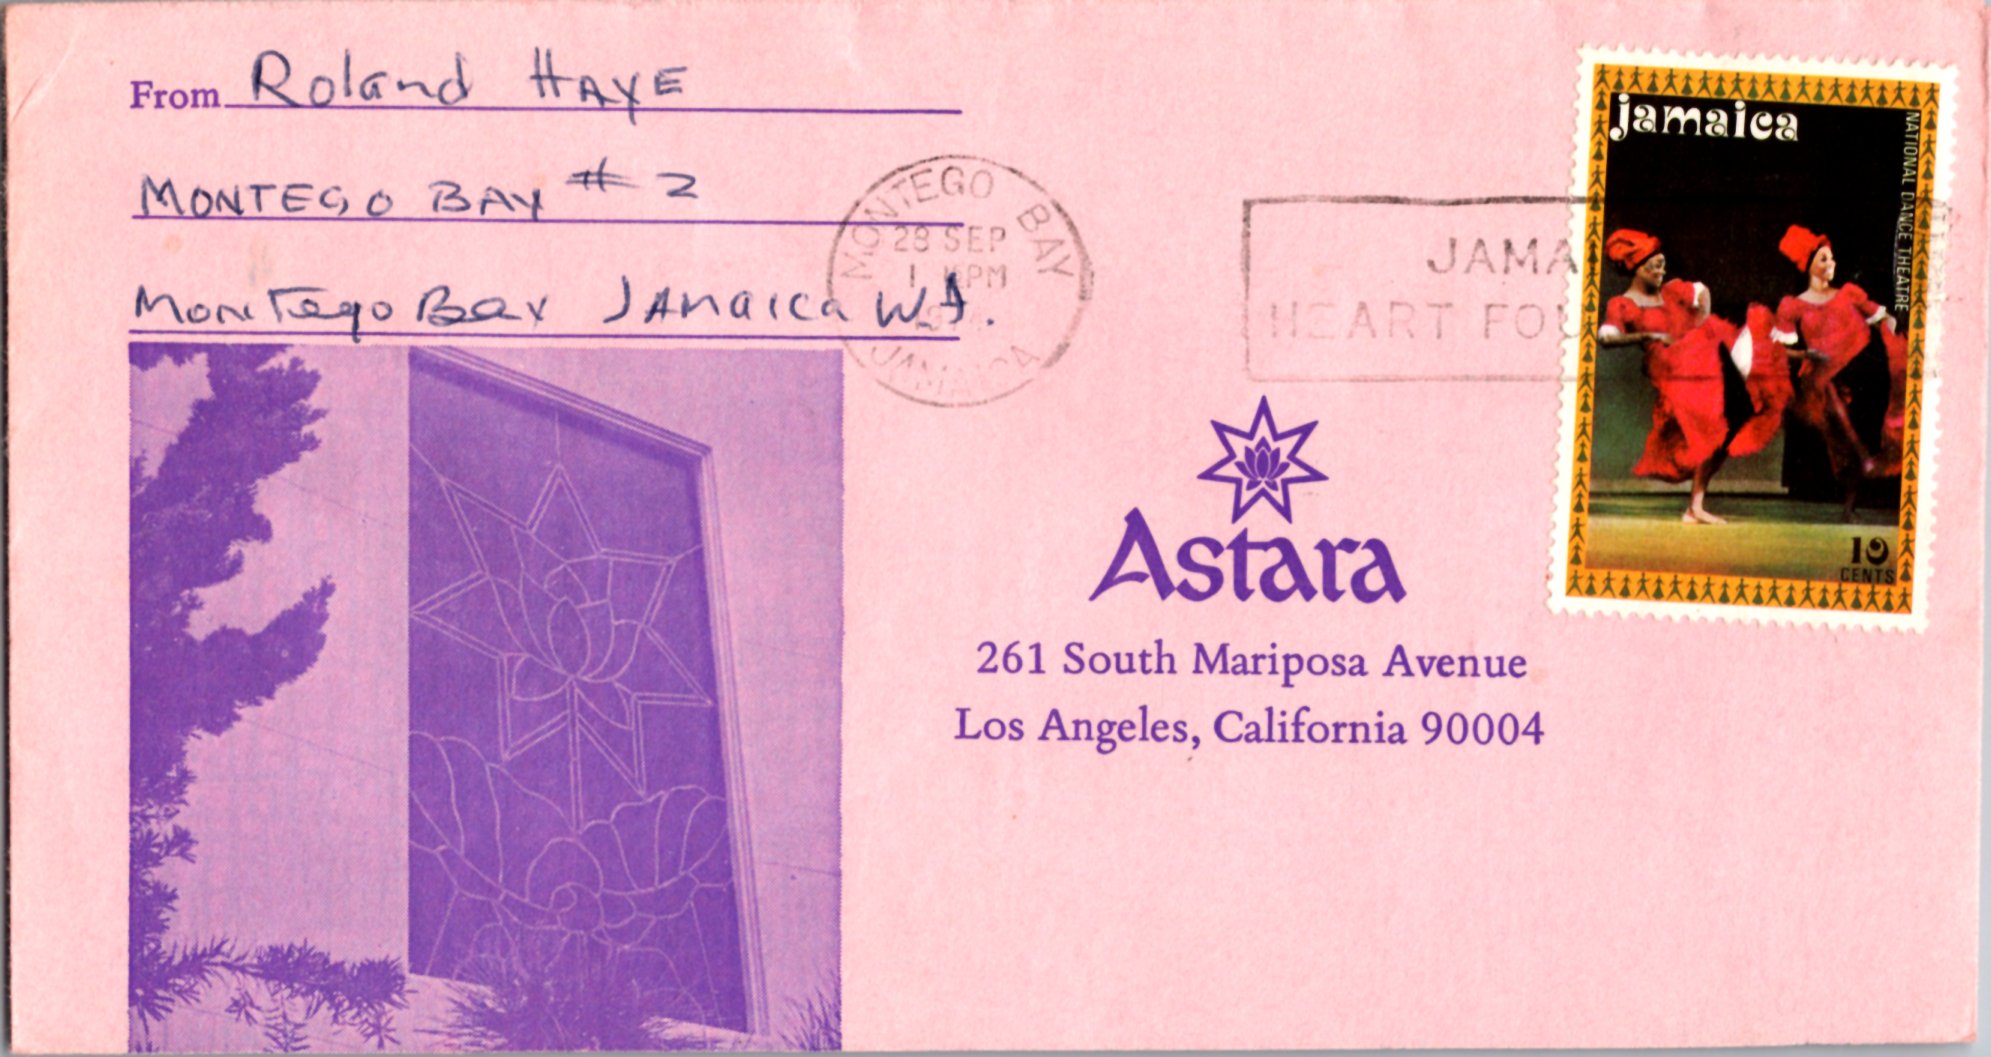 From Roland HAYE
MONTEGO BAY # 2
Montego Bay JAMAICA W.I.
MONTEGO BAY
28 SEP
PM
JAMAICA
JAMA
HEART FOU
jamaica
NATIONAL DANCE THEATRE
10
CENTS
Astara
261 South Mariposa Avenue
Los Angeles, California 90004